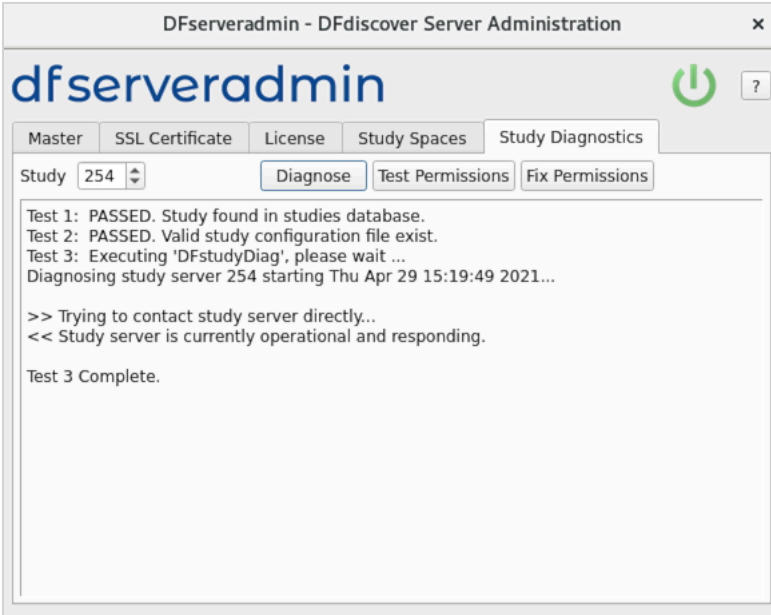 DFserveradmin - DFdiscover Server Administration ×
dfserveradmin ?
Master SSL Certificate License Study Spaces Study Diagnostics
Study 254 Diagnose Test Permissions Fix Permissions
Test 1:  PASSED. Study found in studies database.
Test 2:  PASSED. Valid study configuration file exist.
Test 3:  Executing 'DFstudyDiag', please wait ...
Diagnosing study server 254 starting Thu Apr 29 15:19:49 2021...
>> Trying to contact study server directly...
<< Study server is currently operational and responding.
Test 3 Complete.